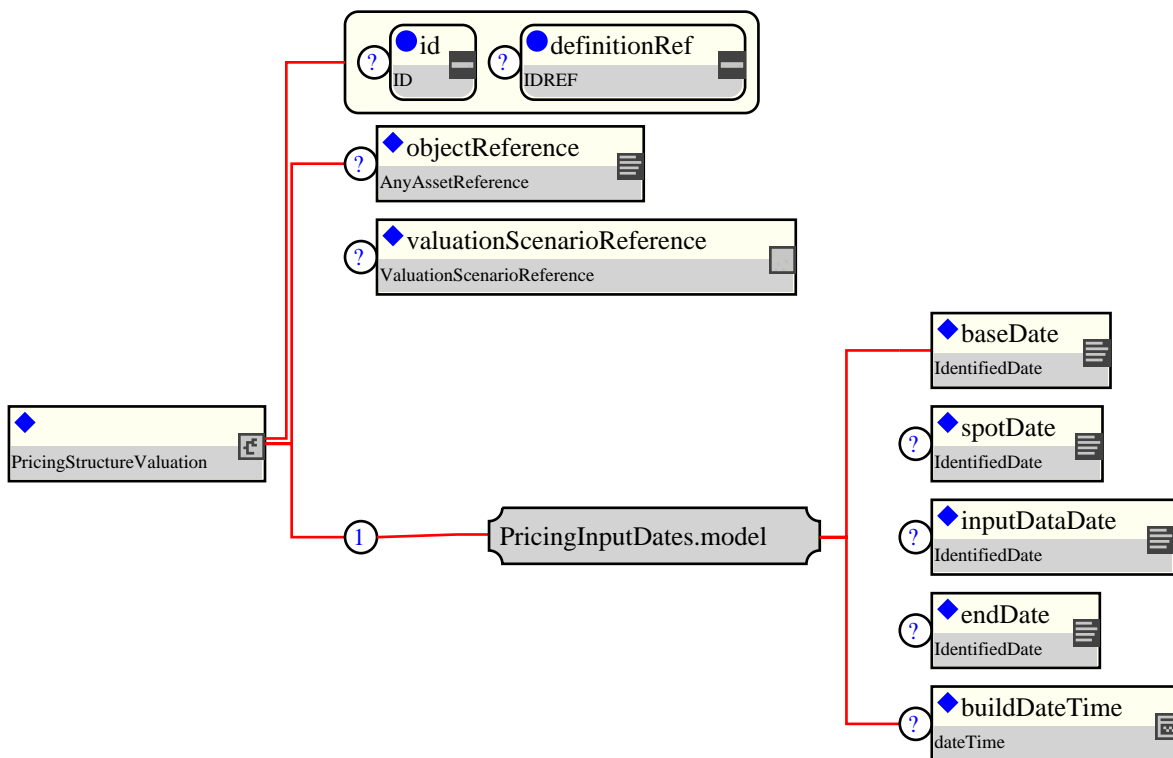 ? id ? definitionRef
ID IDREF
? objectReference
AnyAssetReference
? valuationScenarioReference
ValuationScenarioReference
baseDate
IdentifiedDate
? spotDate
IdentifiedDate
PricingStructureValuation
1 PricingInputDates.model
? inputDataDate
IdentifiedDate
? endDate
IdentifiedDate
? buildDateTime
dateTime